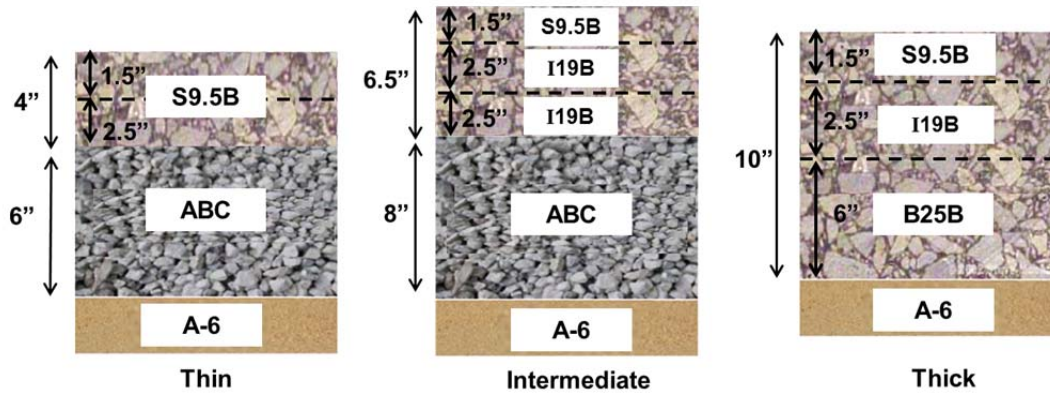 4”
1.5”
2.5”
S9.5B
6”
ABC
A-6
Thin
6.5”
1.5”
S9.5B
2.5”
I19B
2.5”
I19B
8”
ABC
A-6
Intermediate
10”
1.5”
S9.5B
2.5”
I19B
6”
B25B
A-6
Thick